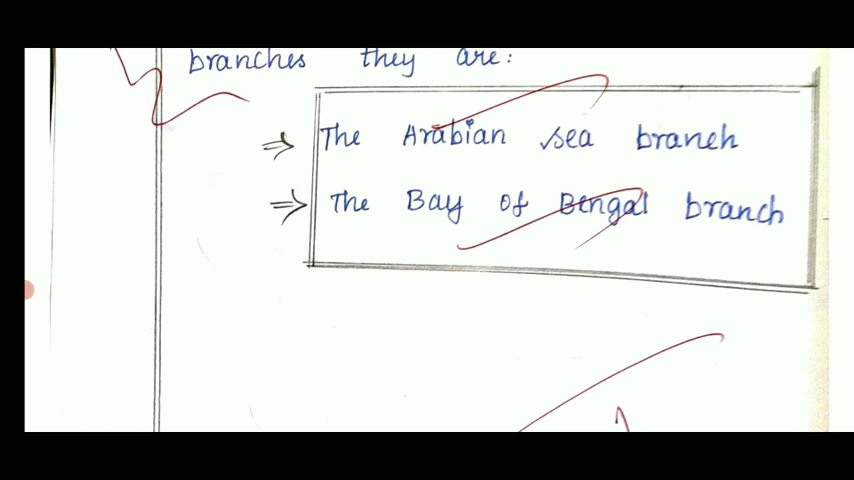 branches they are:
⇒ The Arabian sea branch
⇒ The Bay of Bengal branch